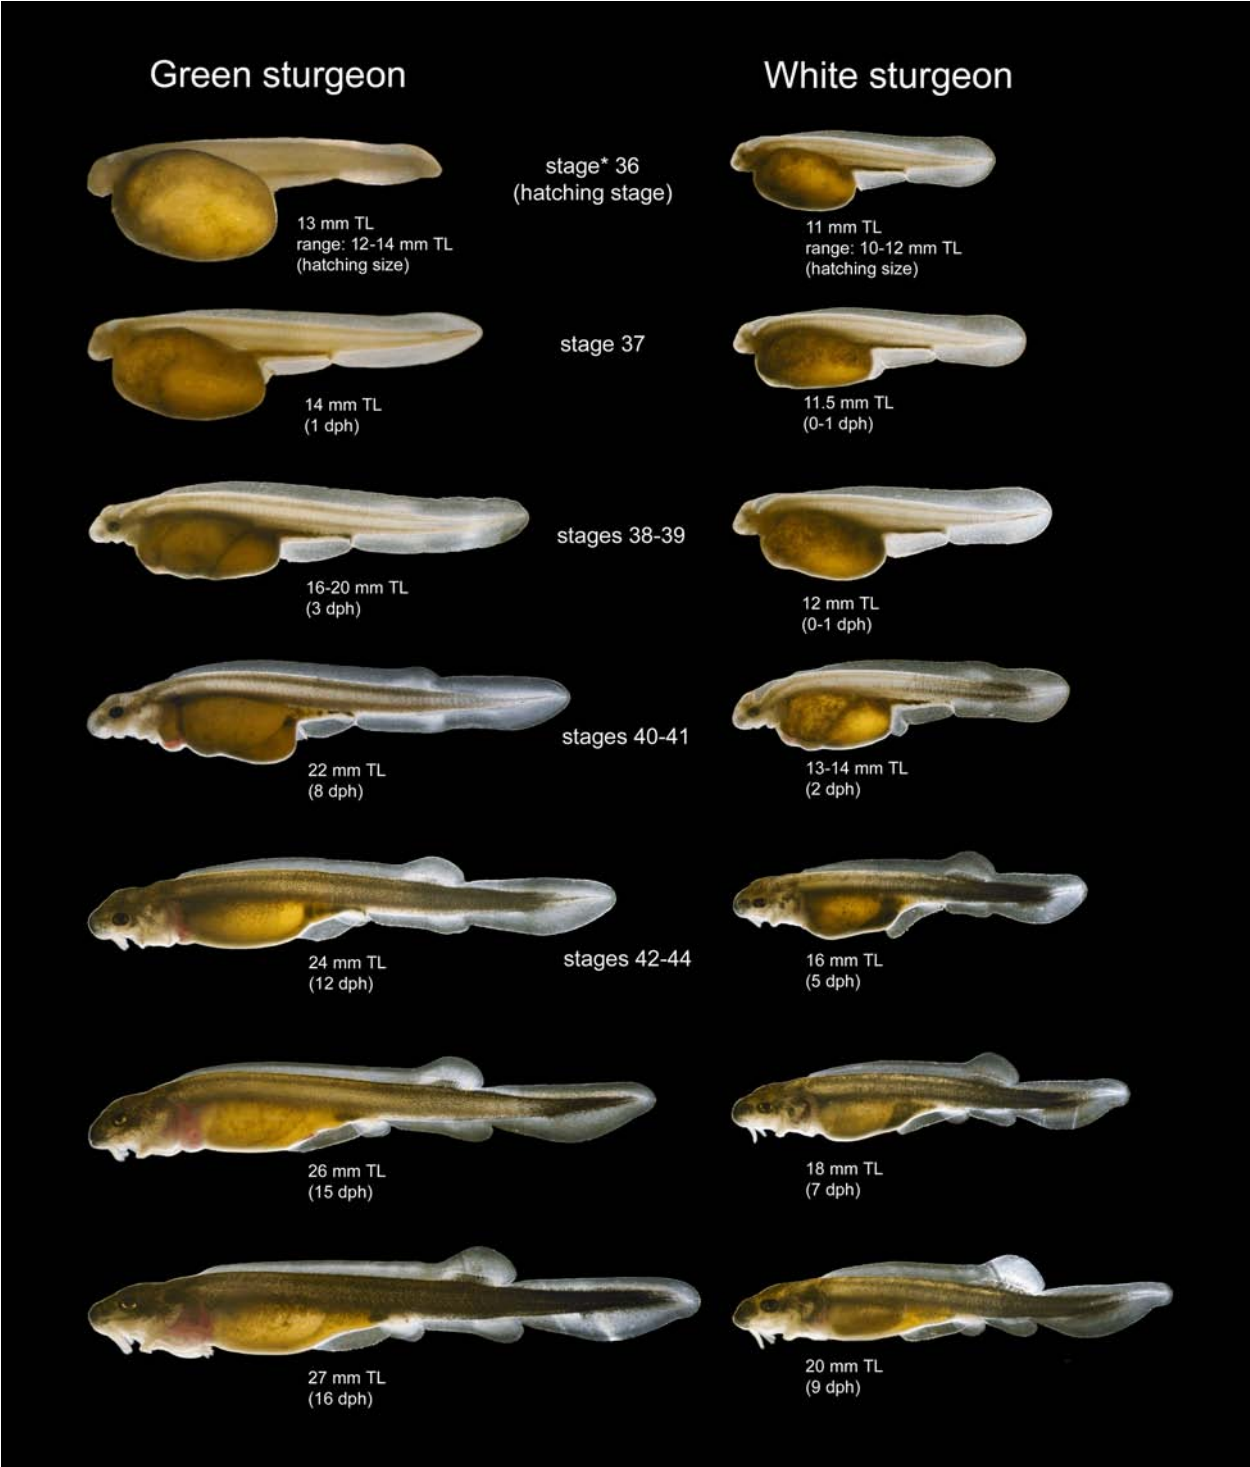 Green sturgeon
White sturgeon
stage* 36
(hatching stage)
13 mm TL
range: 12-14 mm TL
(hatching size)
11 mm TL
range: 10-12 mm TL
(hatching size)
stage 37
14 mm TL
(1 dph)
11.5 mm TL
(0-1 dph)
stages 38-39
16-20 mm TL
(3 dph)
12 mm TL
(0-1 dph)
stages 40-41
22 mm TL
(8 dph)
13-14 mm TL
(2 dph)
stages 42-44
24 mm TL
(12 dph)
16 mm TL
(5 dph)
26 mm TL
(15 dph)
18 mm TL
(7 dph)
27 mm TL
(16 dph)
20 mm TL
(9 dph)